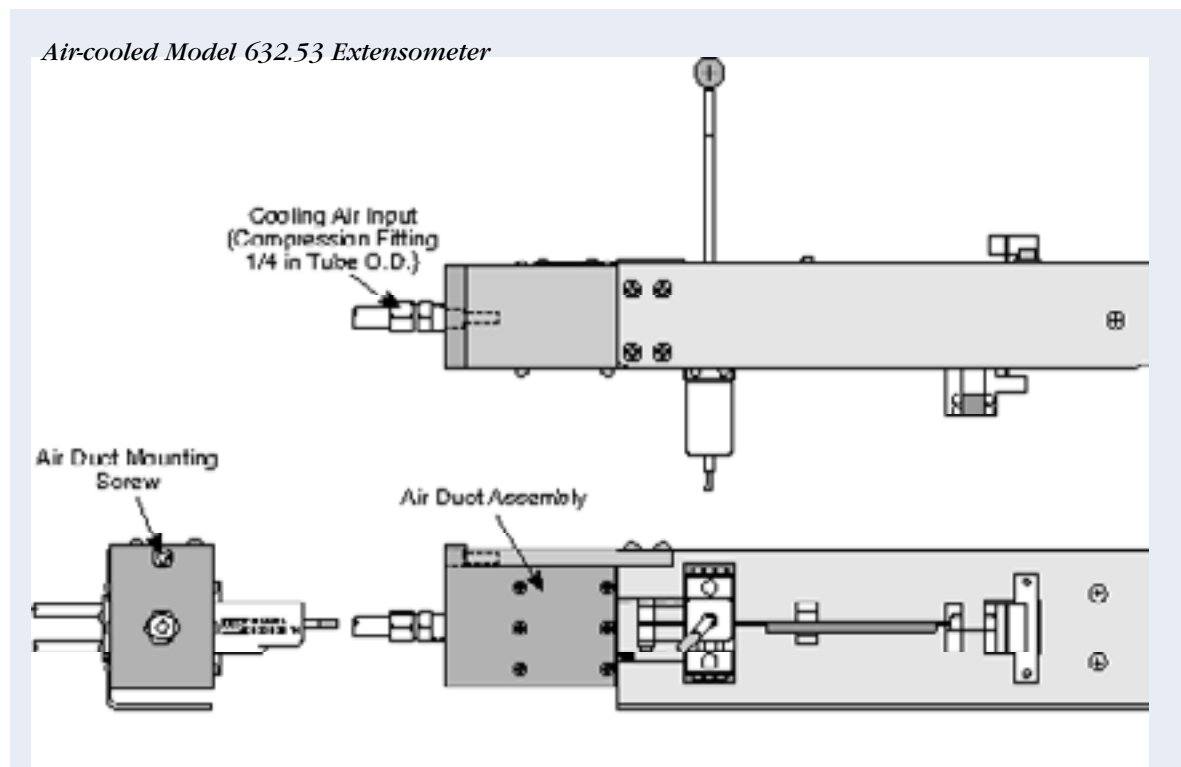 Air-cooled Model 632.53 Extensometer
Cooling Air Input
(Compression Fitting
1/4 in Tube O.D.)
Air Duct Mounting
Screw
Air Duct Assembly